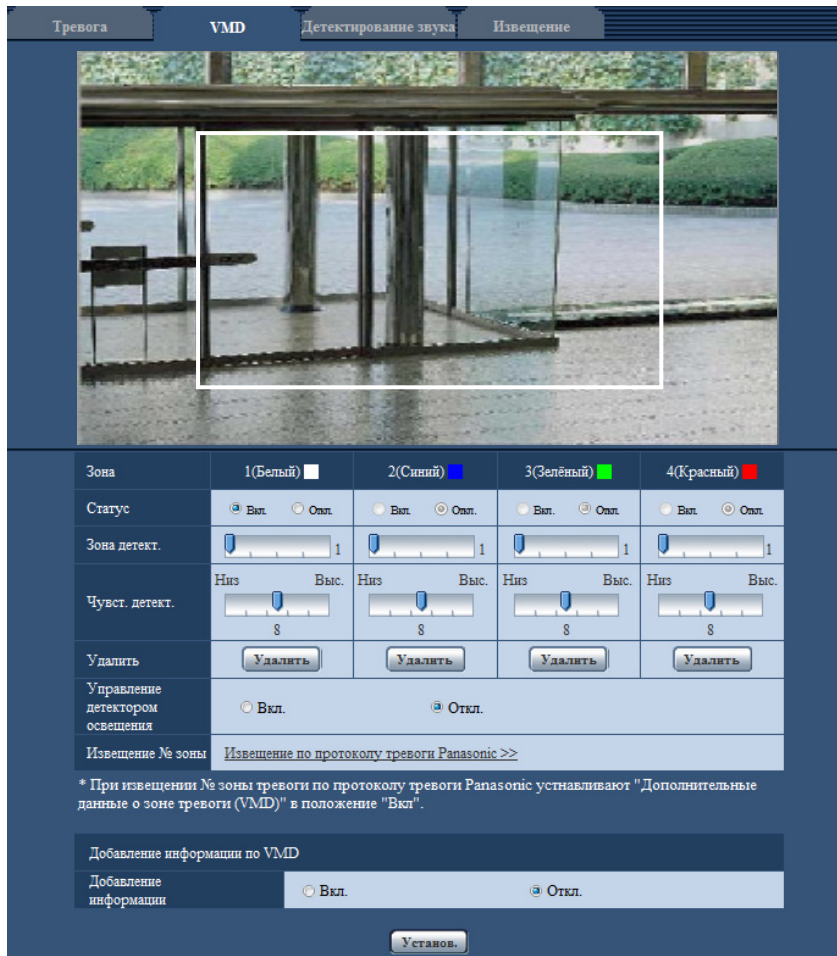 Тревога VMD Детектирование звука Извещение
Зона 1(Белый) 2(Синий) 3(Зелёный) 4(Красный)
Статус Вкл. Откл. Вкл. Откл. Вкл. Откл. Вкл. Откл.
Зона детект. 1 1 1 1
Чувст. детект. Низ Выс. Низ Выс. Низ Выс. Низ Выс.
8 8 8 8
Удалить Удалить Удалить Удалить Удалить
Управление
детектором
освещения
Вкл. Откл.
Извещение № зоны Извещение по протоколу тревоги Panasonic >>
* При извещении № зоны тревоги по протоколу тревоги Panasonic устнавливают "Дополнительные
данные о зоне тревоги (VMD)" в положение "Вкл".
Добавление информации по VMD
Добавление
информации
Вкл. Откл.
Установ.